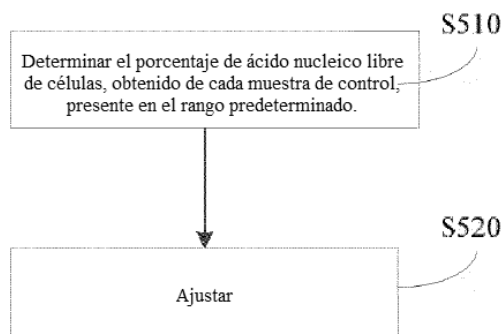 S510
Determinar el porcentaje de ácido nucleico libre
de células, obtenido de cada muestra de control,
presente en el rango predeterminado.
S520
Ajustar